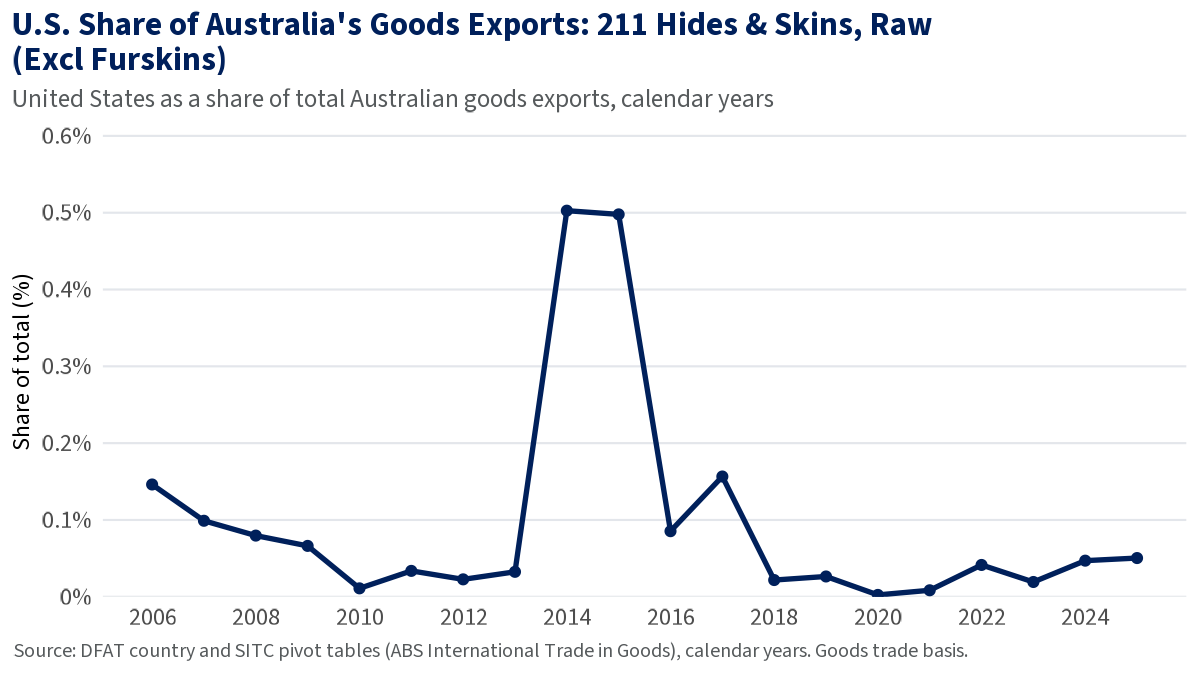 U.S. Share of Australia's Goods Exports: 211 Hides & Skins, Raw
(Excl Furskins)
United States as a share of total Australian goods exports, calendar years
Share of total (%)
0.6%
0.5%
0.4%
0.3%
0.2%
0.1%
0%
2006 2008 2010 2012 2014 2016 2018 2020 2022 2024
Source: DFAT country and SITC pivot tables (ABS International Trade in Goods), calendar years. Goods trade basis.